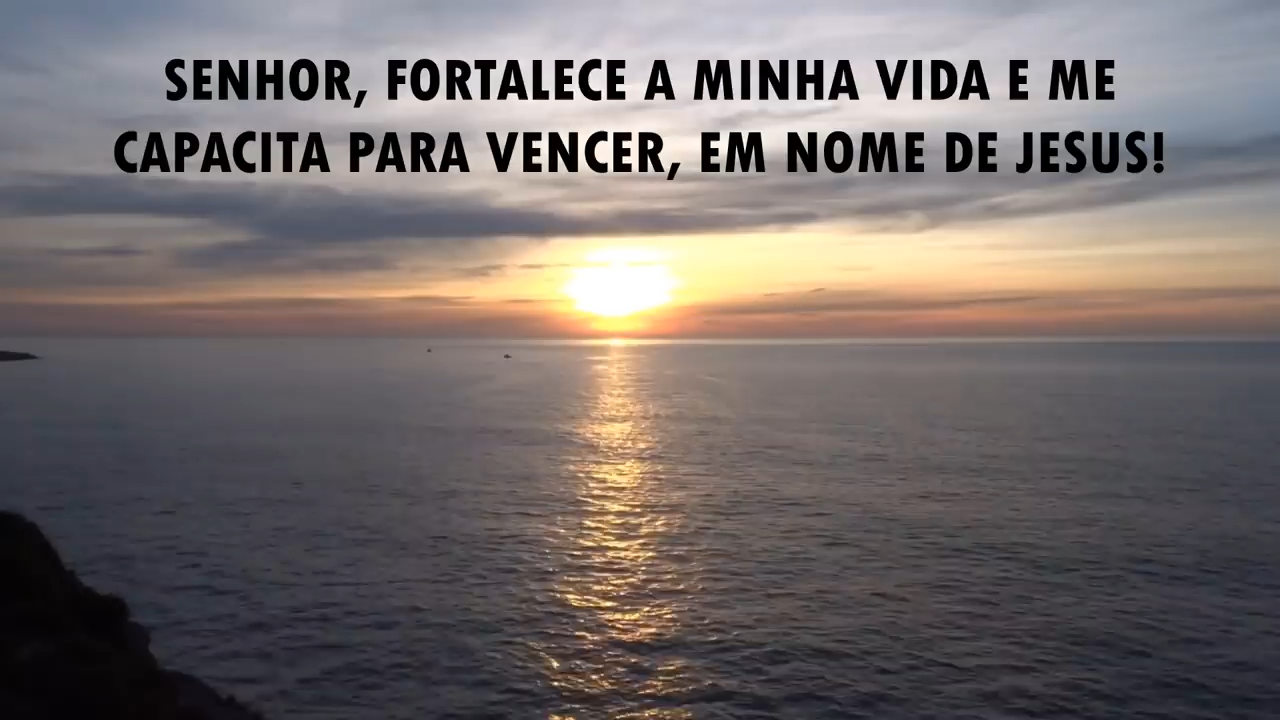 SENHOR, FORTALECE A MINHA VIDA E ME
CAPACITA PARA VENCER, EM NOME DE JESUS!